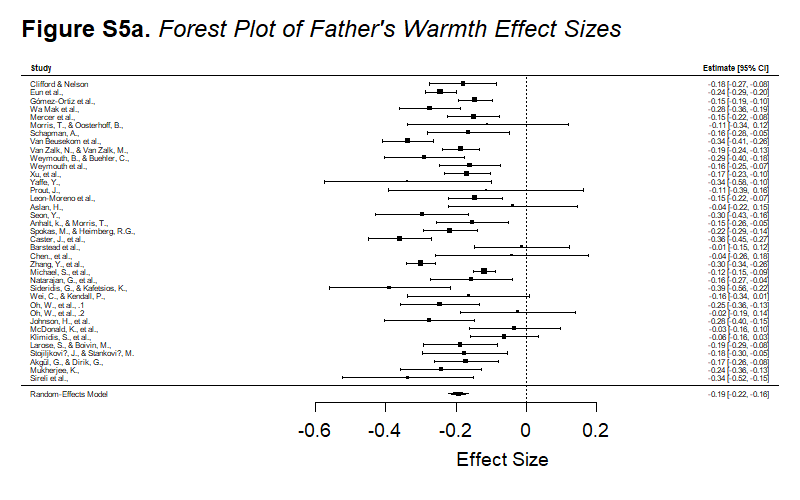 Figure S5a. Forest Plot of Father's Warmth Effect Sizes
Study Estimate [95% CI]
Clifford & Nelson -0.18 [-0.27, -0.08]
Eun et al., -0.24 [-0.29, -0.20]
Gómez-Ortiz et al., -0.15 [-0.19, -0.10]
Wa Mak et al., -0.28 [-0.36, -0.19]
Mercer et al., -0.15 [-0.22, -0.08]
Morris, T., & Oosterhoff, B., -0.11 [-0.34, 0.12]
Schapman, A., -0.16 [-0.28, -0.05]
Van Beusekom et al., -0.34 [-0.41, -0.26]
Van Zalk, N., & Van Zalk, M., -0.19 [-0.24, -0.13]
Weymouth, B., & Buehler, C., -0.29 [-0.40, -0.18]
Weymouth et al., -0.16 [-0.25, -0.07]
Xu, et al., -0.17 [-0.23, -0.10]
Yaffe, Y., -0.34 [-0.58, -0.10]
Prout, J., -0.11 [-0.39, 0.16]
Leon-Moreno et al., -0.15 [-0.22, -0.07]
Aslan, H., -0.04 [-0.22, 0.15]
Seon, Y., -0.30 [-0.43, -0.16]
Anhalt, k., & Morris, T., -0.15 [-0.26, -0.05]
Spokas, M., & Heimberg, R.G., -0.22 [-0.29, -0.14]
Caster, J., et al., -0.36 [-0.45, -0.27]
Barstead et al., -0.01 [-0.15, 0.12]
Chen., et al., -0.04 [-0.26, 0.18]
Zhang, Y., et al., -0.30 [-0.34, -0.26]
Michael, S., et al., -0.12 [-0.15, -0.09]
Natarajan, G., et al., -0.16 [-0.27, -0.04]
Sideridis, G., & Kafetsios, K., -0.39 [-0.56, -0.22]
Wei, C., & Kendall, P., -0.16 [-0.34, 0.01]
Oh, W., et al., .1 -0.25 [-0.36, -0.13]
Oh, W., et al., .2 -0.02 [-0.19, 0.14]
Johnson, H., et al. -0.28 [-0.40, -0.15]
McDonald, K., et al., -0.03 [-0.16, 0.10]
Klimidis, S., et al., -0.06 [-0.16, 0.03]
Larose, S., & Boivin, M., -0.19 [-0.29, -0.08]
Stojiljkovi?, J., & Stankovi?, M. -0.18 [-0.30, -0.05]
Akgül, G., & Dirik, G., -0.17 [-0.26, -0.08]
Mukherjee, K., -0.24 [-0.36, -0.13]
Sireli et al., -0.34 [-0.52, -0.15]
Random-Effects Model -0.19 [-0.22, -0.16]
-0.6 -0.4 -0.2 0 0.2
Effect Size